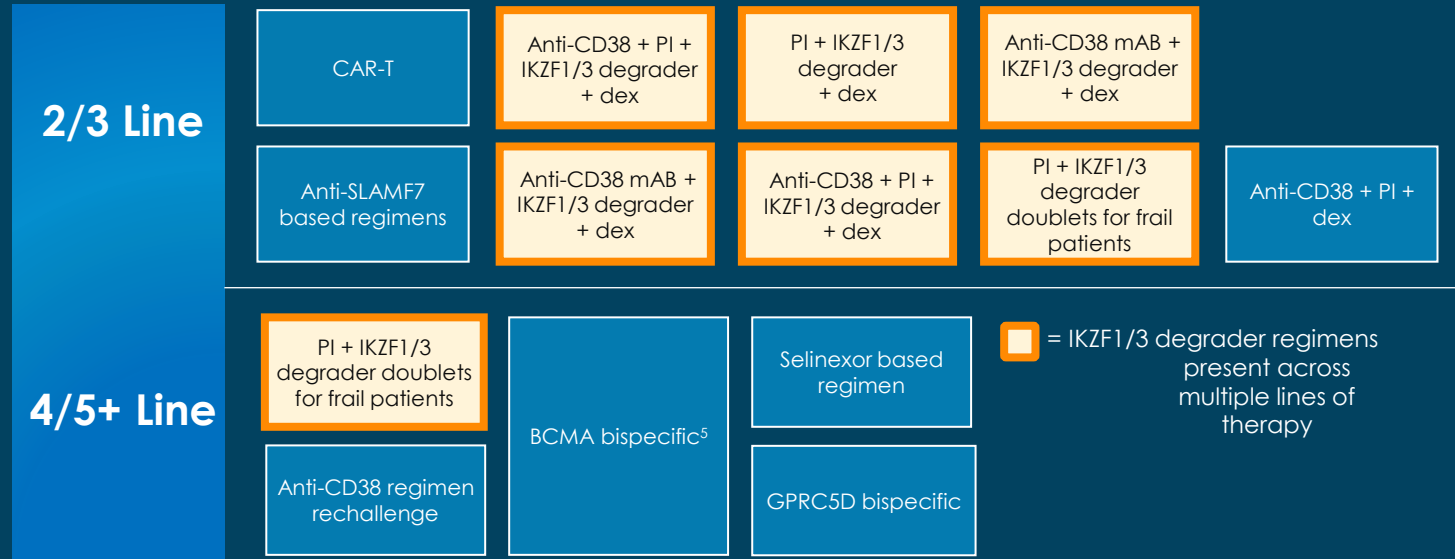 2/3 Line
CAR-T
Anti-CD38 + PI +
IKZF1/3 degrader
+ dex
PI + IKZF1/3
degrader
+ dex
Anti-CD38 mAB +
IKZF1/3 degrader
+ dex
Anti-SLAMF7
based regimens
Anti-CD38 mAB +
IKZF1/3 degrader
+ dex
Anti-CD38 + PI +
IKZF1/3 degrader
+ dex
PI + IKZF1/3
degrader
doublets for frail
patients
Anti-CD38 + PI +
dex
4/5+ Line
PI + IKZF1/3
degrader doublets
for frail patients
Anti-CD38 regimen
rechallenge
BCMA bispecific⁵
Selinexor based
regimen
GPRC5D bispecific
= IKZF1/3 degrader regimens
present across
multiple lines of
therapy